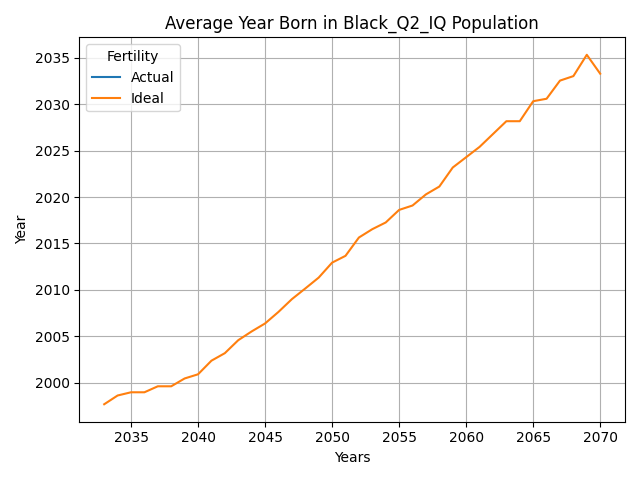 Average Year Born in Black_Q2_IQ Population
Fertility
Actual
Ideal
2035
2030
2025
2020
2015
2010
2005
2000
Year
2035 2040 2045 2050 2055 2060 2065 2070
Years